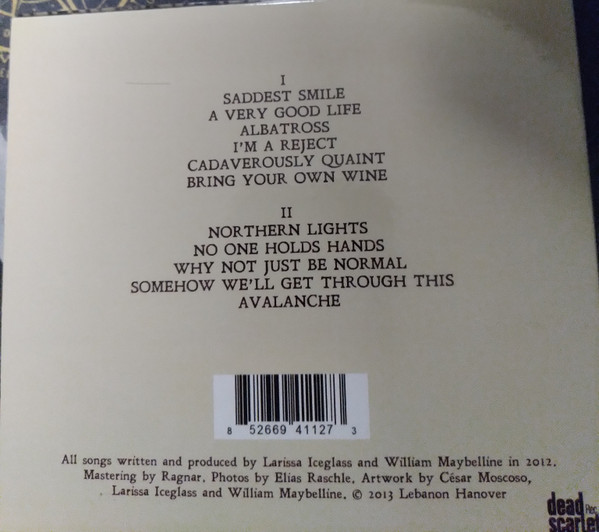 I
SADDEST SMILE
A VERY GOOD LIFE
ALBATROSS
I'M A REJECT
CADAVEROUSLY QUAINT
BRING YOUR OWN WINE
II
NORTHERN LIGHTS
NO ONE HOLDS HANDS
WHY NOT JUST BE NORMAL
SOMEHOW WE'LL GET THROUGH THIS
AVALANCHE
8 52669 41127 3
All songs written and produced by Larissa Iceglass and William Maybelline in 2012.
Mastering by Ragnar. Photos by Elias Raschle. Artwork by César Moscoso,
Larissa Iceglass and William Maybelline. © 2013 Lebanon Hanover
dead
scarlet